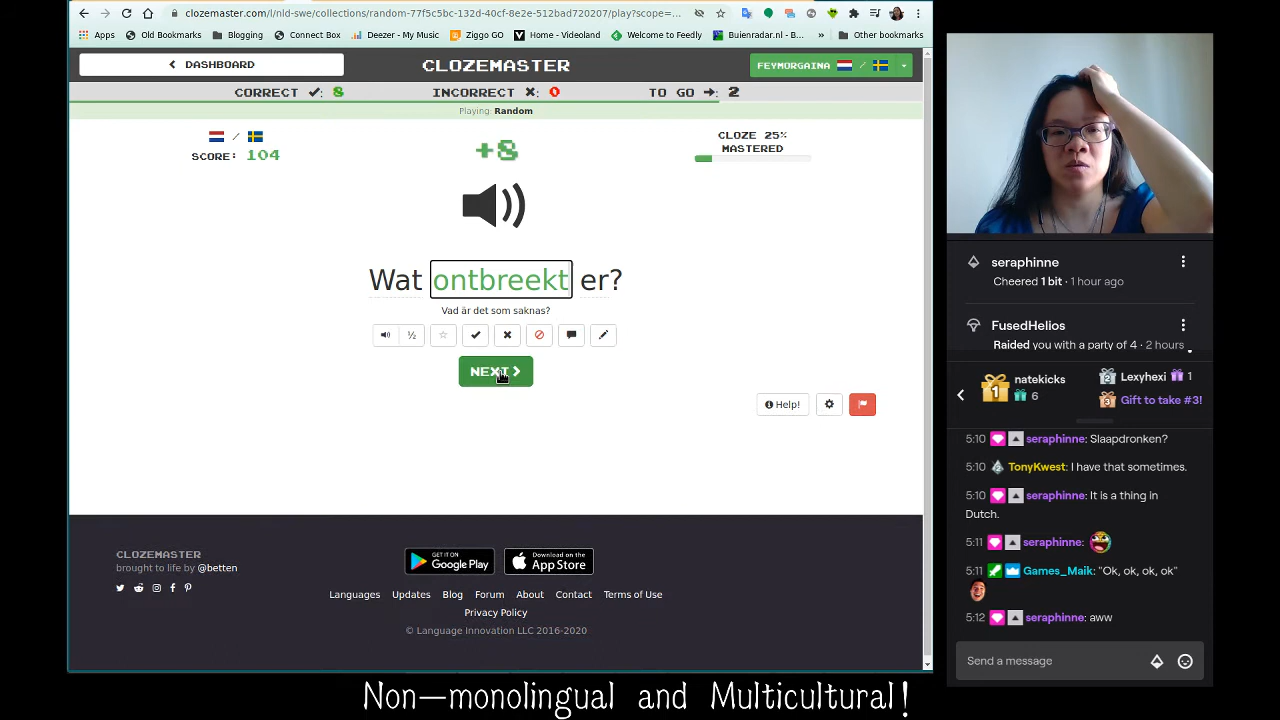 clozemaster.com/l/nld-swe/collections/random-77f5c5bc-132d-40cf-8e2e-512bad720207/play?scope=...
Apps
Old Bookmarks
Blogging
Connect Box
Deezer - My Music
Ziggo GO
Home - Videoland
Welcome to Feedly
Buienradar.nl - B...
»
Other bookmarks
DASHBOARD
CLOZEMASTER
FEYMORGAINA /
CORRECT ✔: 8
INCORRECT ✖: 0
TO GO ➔: 2
Playing: Random
/
SCORE: 104
+8
CLOZE 25%
MASTERED
Wat ontbreekt er?
Vad är det som saknas?
½
NEXT
Help!
CLOZEMASTER
brought to life by @betten
GET IT ON
Google Play
Download on the
App Store
Languages
Updates
Blog
Forum
About
Contact
Terms of Use
Privacy Policy
© Language Innovation LLC 2016-2020
seraphinne
Cheered 1 bit · 1 hour ago
FusedHelios
Raided you with a party of 4 · 2 hours
1
natekicks
6
2 Lexyhexi 1
3 Gift to take #3!
5:10 seraphinne: Slaapdronken?
5:10 TonyKwest: I have that sometimes.
5:10 seraphinne: It is a thing in
Dutch.
5:11 seraphinne:
5:11 Games_Maik: "Ok, ok, ok, ok"
5:12 seraphinne: aww
Send a message
Non-monolingual and Multicultural!